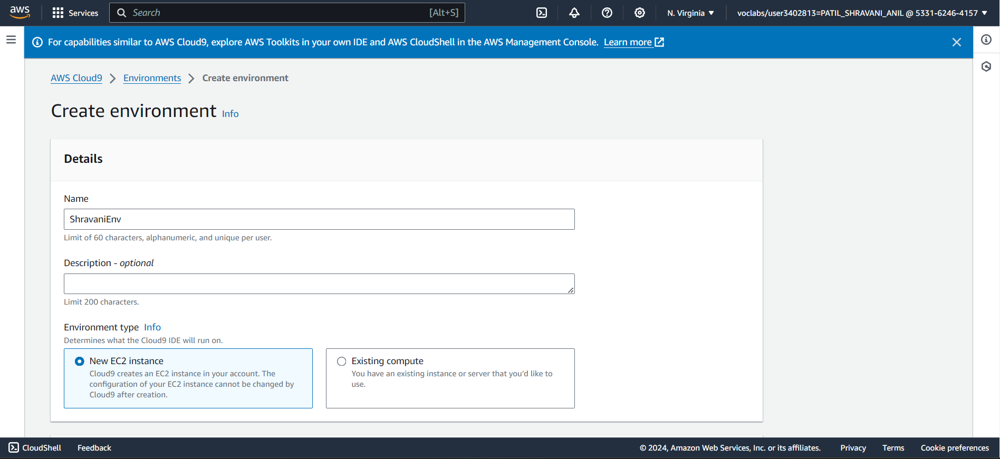 aws
Services
Search
[Alt+S]
N. Virginia
voclabs/user3402813=PATIL_SHRAVANI_ANIL @ 5331-6246-4157
For capabilities similar to AWS Cloud9, explore AWS Toolkits in your own IDE and AWS CloudShell in the AWS Management Console. Learn more
AWS Cloud9
Environments
Create environment
Create environment Info
Details
Name
ShravaniEnv
Limit of 60 characters, alphanumeric, and unique per user.
Description - optional
Limit 200 characters.
Environment type Info
Determines what the Cloud9 IDE will run on.
New EC2 instance
Cloud9 creates an EC2 instance in your account. The
configuration of your EC2 instance cannot be changed by
Cloud9 after creation.
Existing compute
You have an existing instance or server that you'd like to
use.
CloudShell
Feedback
© 2024, Amazon Web Services, Inc. or its affiliates.
Privacy
Terms
Cookie preferences